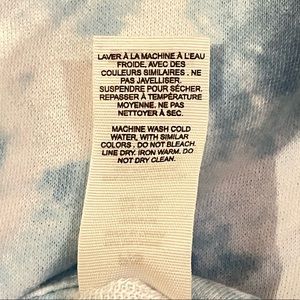 LAVER À LA MACHINE À L'EAU
FROIDE, AVEC DES
COULEURS SIMILAIRES . NE
PAS JAVELLISER.
SUSPENDRE POUR SÉCHER.
REPASSER À TEMPÉRATURE
MOYENNE. NE PAS
NETTOYER À SEC.
MACHINE WASH COLD
WATER, WITH SIMILAR
COLORS . DO NOT BLEACH.
LINE DRY. IRON WARM. DO
NOT DRY CLEAN.